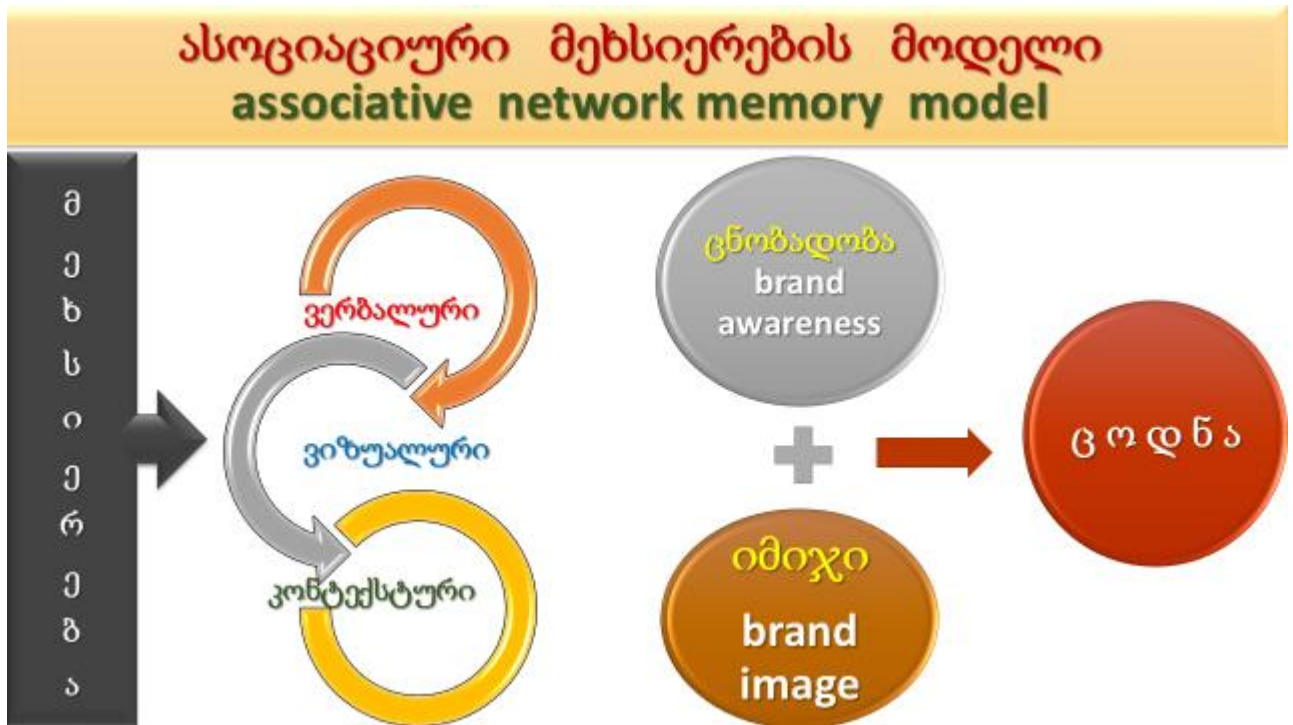 ასოციაციური მეხსიერების მოდელი
associative network memory model
მ
ე
ხ
ს
ი
ე
რ
ე
ბ
ა
ვერბალური
ვიზუალური
კონტექსტური
ცნობადობა
brand
awareness
იმიჯი
brand
image
ც ო დ ნ ა